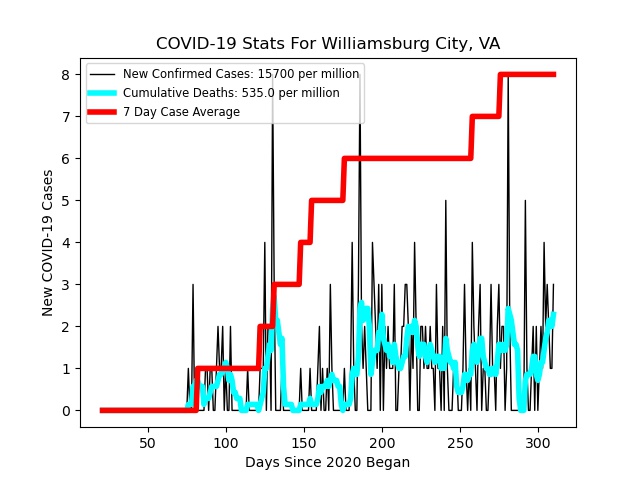 COVID-19 Stats For Williamsburg City, VA
New Confirmed Cases: 15700 per million
Cumulative Deaths: 535.0 per million
7 Day Case Average
8
7
6
5
4
3
2
1
0
New COVID-19 Cases
50 100 150 200 250 300
Days Since 2020 Began